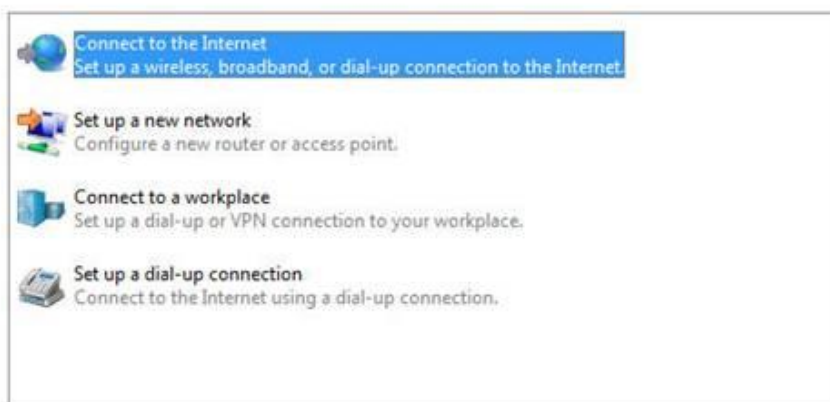 Connect to the Internet
Set up a wireless, broadband, or dial-up connection to the Internet.
Set up a new network
Configure a new router or access point.
Connect to a workplace
Set up a dial-up or VPN connection to your workplace.
Set up a dial-up connection
Connect to the Internet using a dial-up connection.